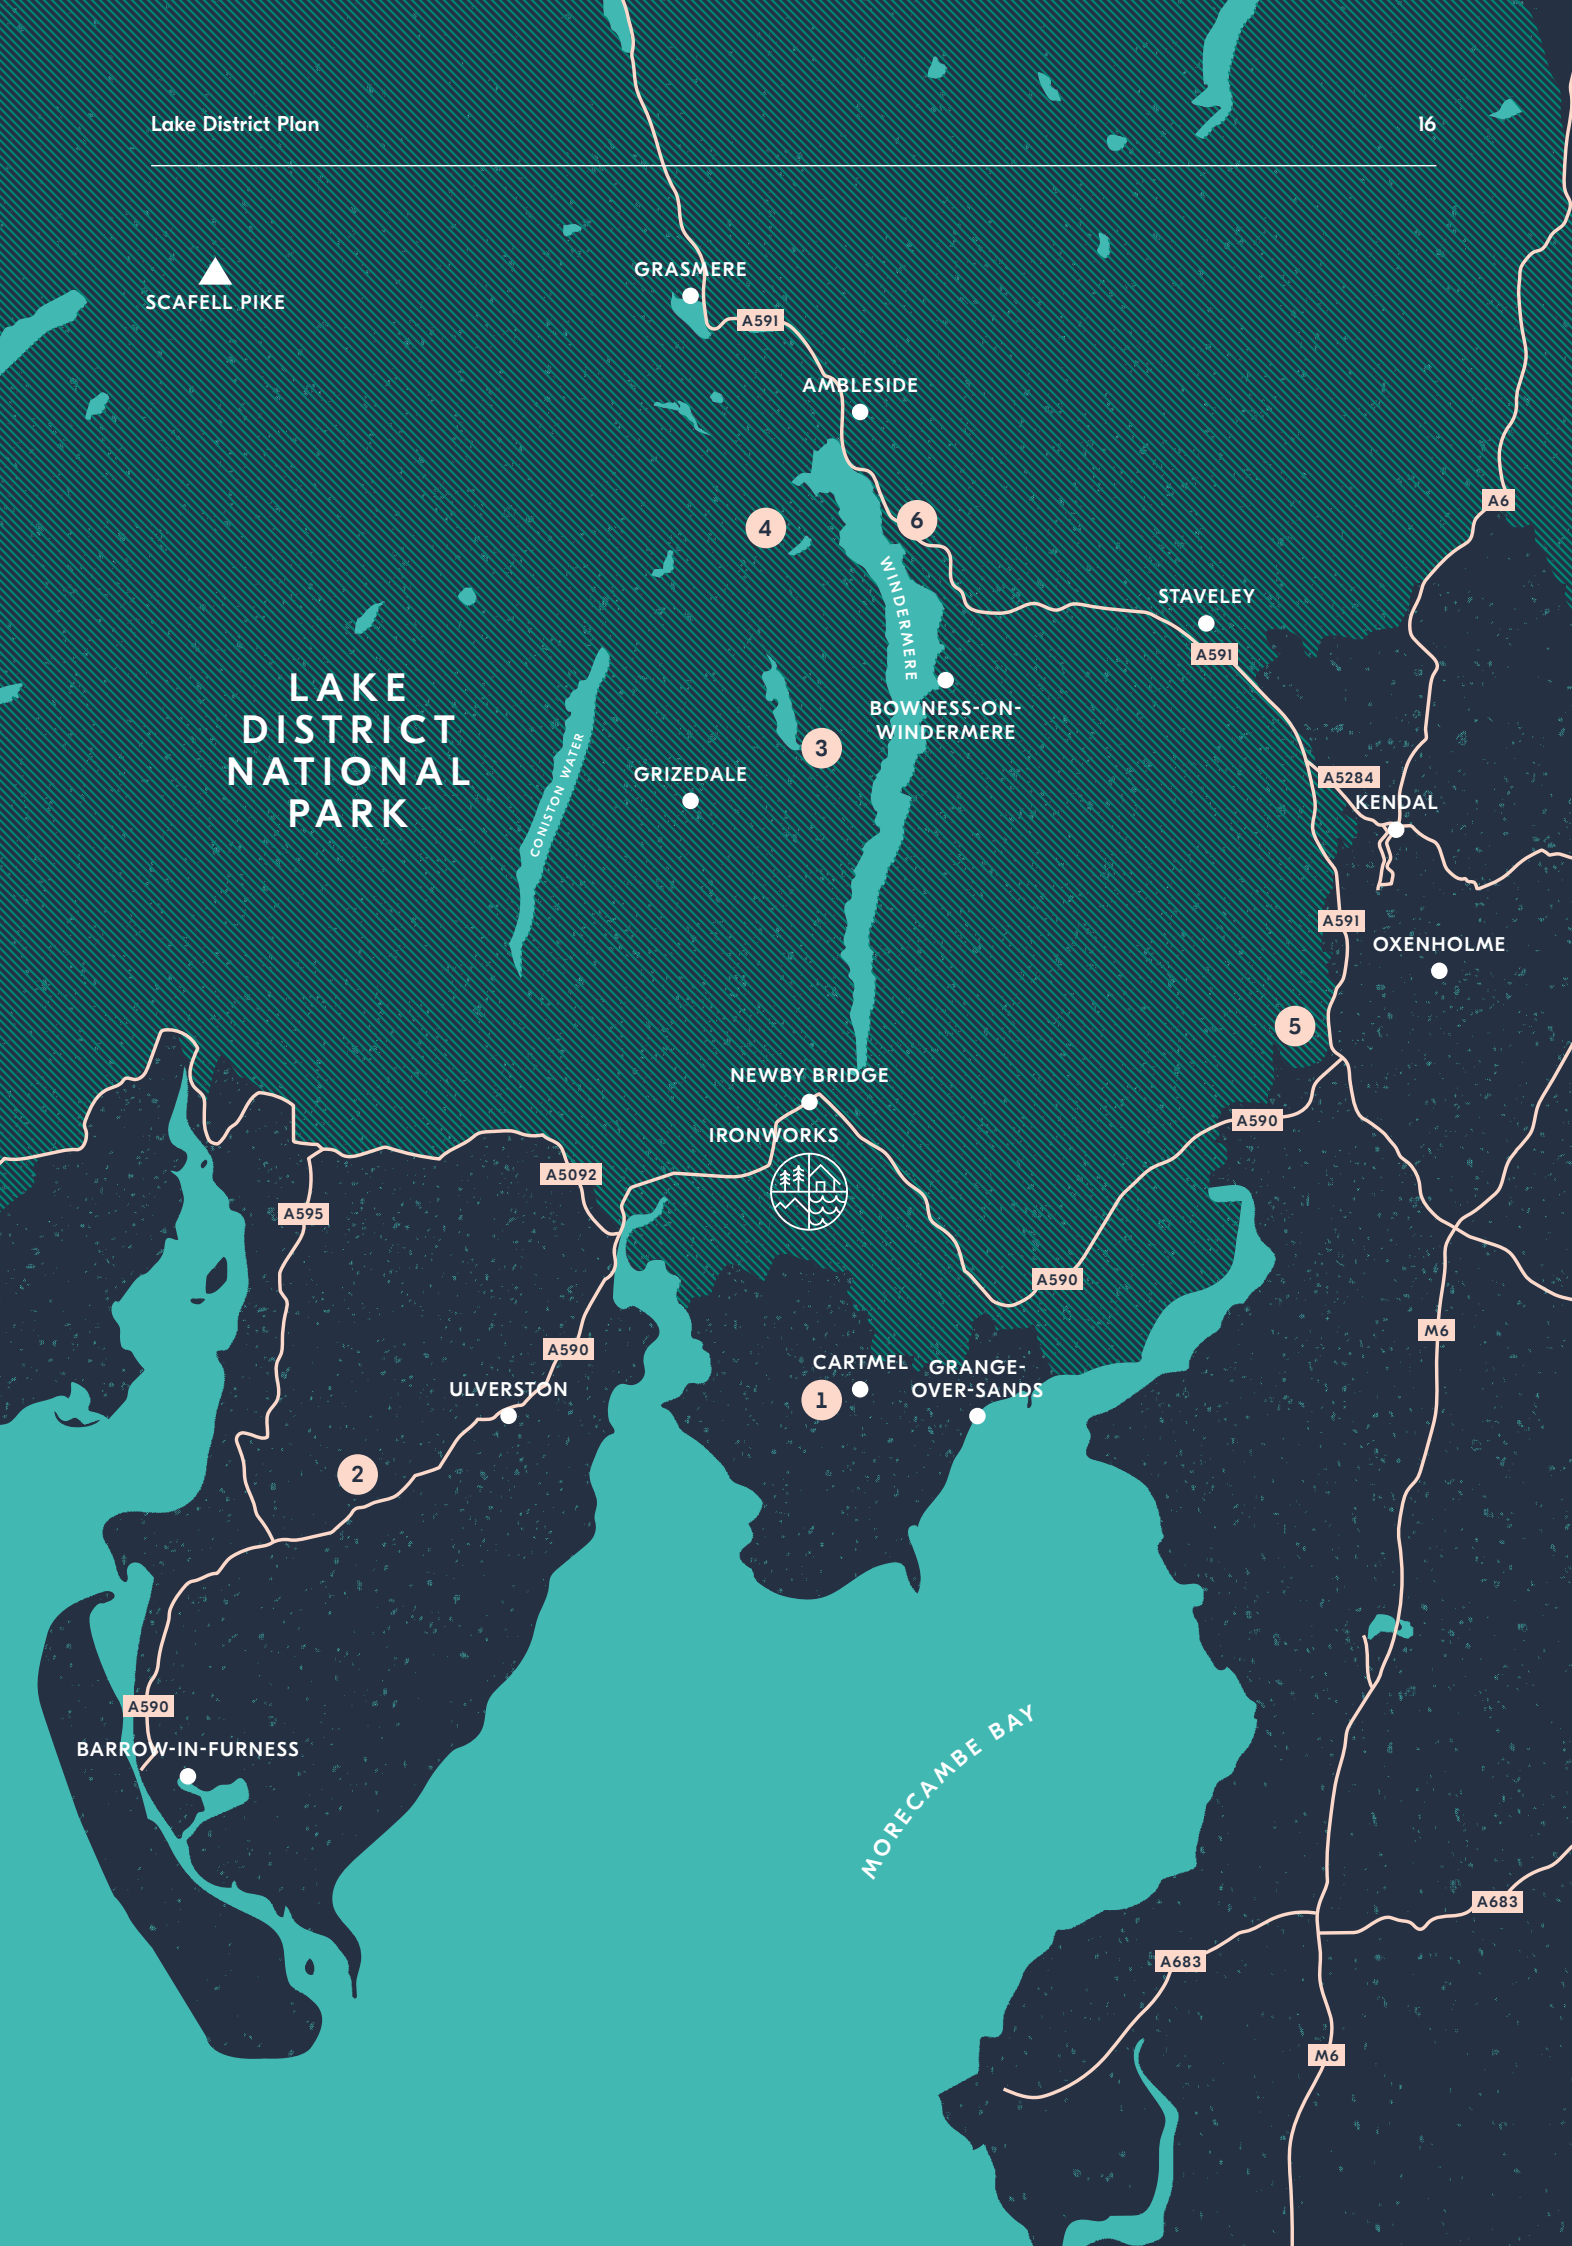 Lake District Plan
16
SCAFELL PIKE
GRASMERE
A591
AMBLESIDE
A6
4
6
WINDERMERE
STAVELEY
A591
LAKE
DISTRICT
NATIONAL
PARK
CONISTON WATER
BOWNESS-ON-
WINDERMERE
3
GRIZEDALE
A5284
KENDAL
A591
OXENHOLME
5
NEWBY BRIDGE
A590
IRONWORKS
A5092
A595
A590
M6
A590
CARTMEL
GRANGE-
OVER-SANDS
ULVERSTON
1
2
A590
BARROW-IN-FURNESS
MORECAMBE BAY
A683
A683
M6